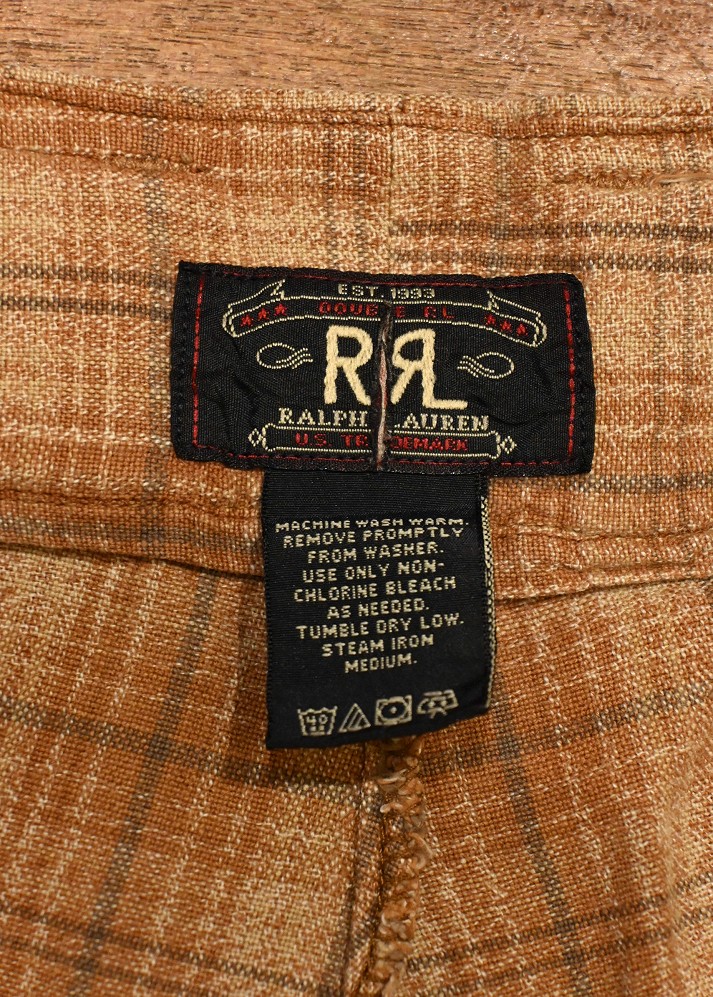 EST. 1993
DOUBLE RL
RRL
RALPH LAUREN
U.S. TRADEMARK
MACHINE WASH WARM.
REMOVE PROMPTLY
FROM WASHER.
USE ONLY NON-
CHLORINE BLEACH
AS NEEDED.
TUMBLE DRY LOW.
STEAM IRON
MEDIUM.
40